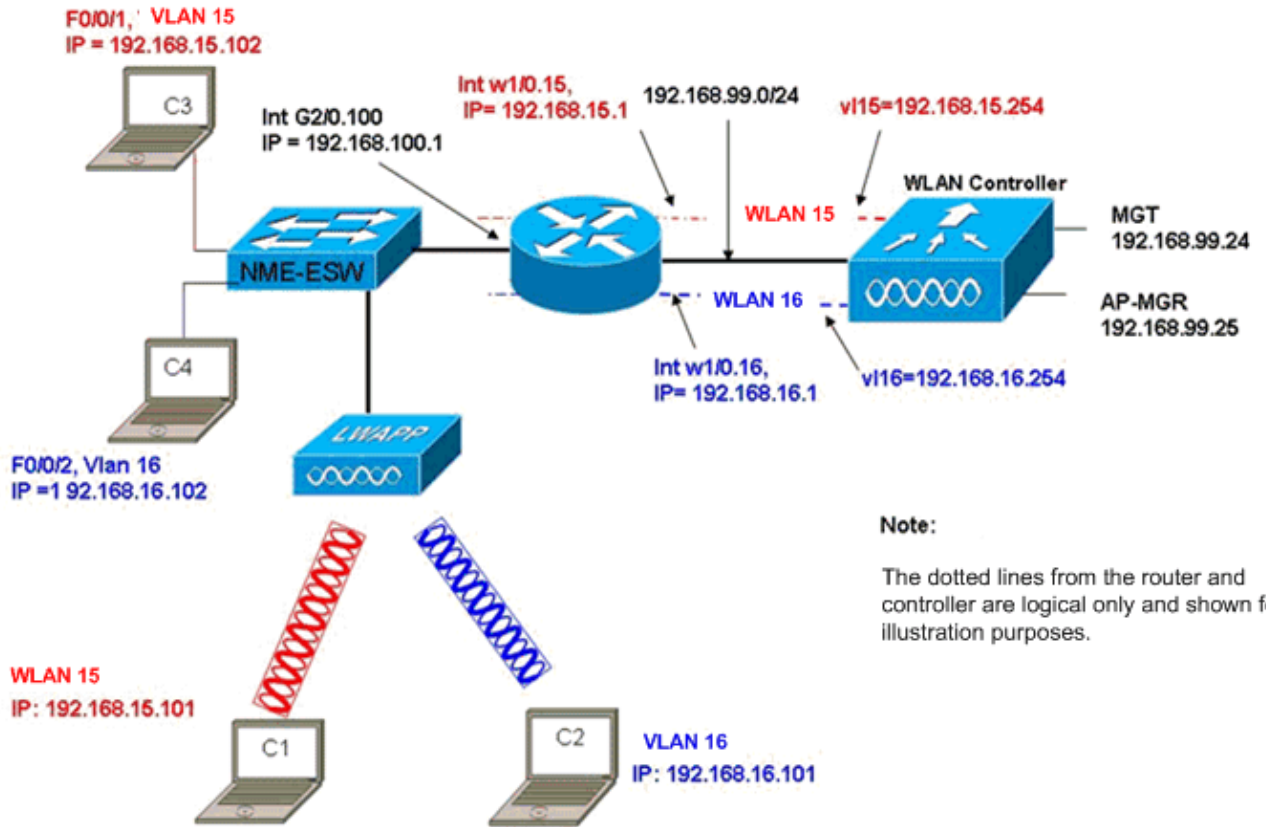 F0/0/1, VLAN 15
IP = 192.168.15.102
C3
Int G2/0.100
IP = 192.168.100.1
Int w1/0.15,
IP= 192.168.15.1
192.168.99.0/24
vl15=192.168.15.254
WLAN Controller
WLAN 15
MGT
192.168.99.24
NME-ESW
WLAN 16
AP-MGR
192.168.99.25
C4
Int w1/0.16,
IP= 192.168.16.1
vl16=192.168.16.254
LWAPP
F0/0/2, Vlan 16
IP =1 92.168.16.102
Note:
The dotted lines from the router and
controller are logical only and shown f
illustration purposes.
WLAN 15
IP: 192.168.15.101
C1
C2
VLAN 16
IP: 192.168.16.101